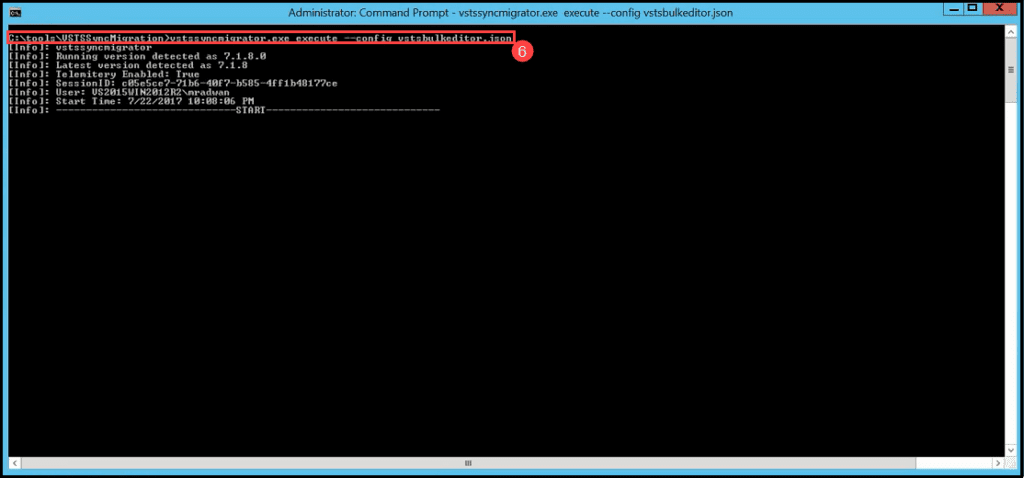 Administrator: Command Prompt - vstssyncmigrator.exe  execute --config vstsbulkeditor.json
C:\tools\VSTSSyncMigration>vstssyncmigrator.exe execute --config vstsbulkeditor.json
6
[Info]: vstssyncmigrator
[Info]: Running version detected as 7.1.8.0
[Info]: Latest version detected as 7.1.8
[Info]: Telemitery Enabled: True
[Info]: SessionID: c05e5ce7-71b6-40f7-b585-4ff1b48177ce
[Info]: User: VS2015WIN2012R2\mradwan
[Info]: Start Time: 7/22/2017 10:08:06 PM
[Info]: ------------------------------START-----------------------------